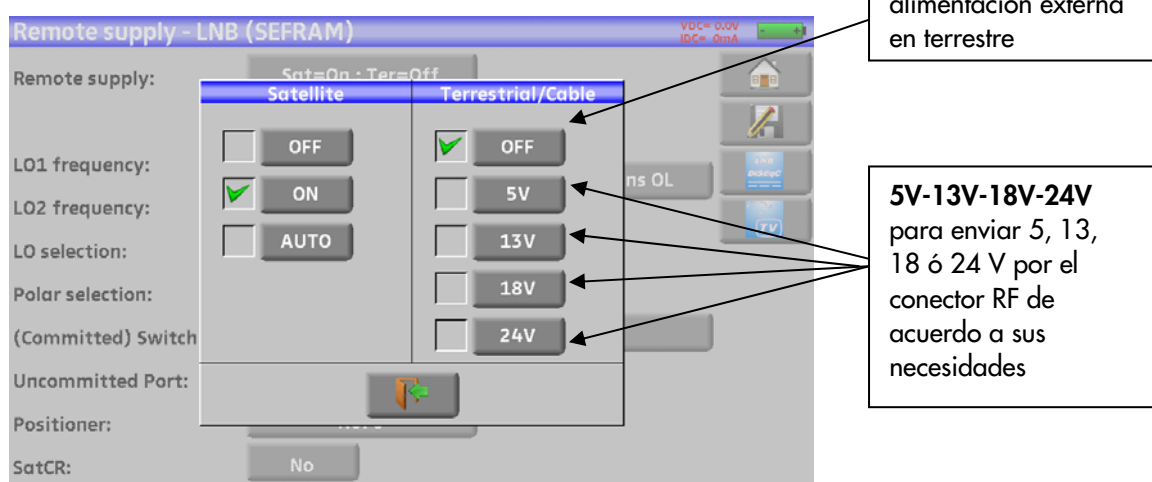 alimentación externa
en terrestre
Remote supply - LNB (SEFRAM)
VDC= 0.0V
IDC= 0mA
- +
Remote supply:
Sat=On : Ter=Off
Satellite
Terrestrial/Cable
OFF
OFF
ON
5V
AUTO
13V
18V
24V
LO1 frequency:
ns OL
LNB
DiSEqC
LO2 frequency:
TV
LO selection:
Polar selection:
(Committed) Switch
Uncommitted Port:
Positioner:
SatCR:
No
5V-13V-18V-24V
para enviar 5, 13,
18 ó 24 V por el
conector RF de
acuerdo a sus
necesidades